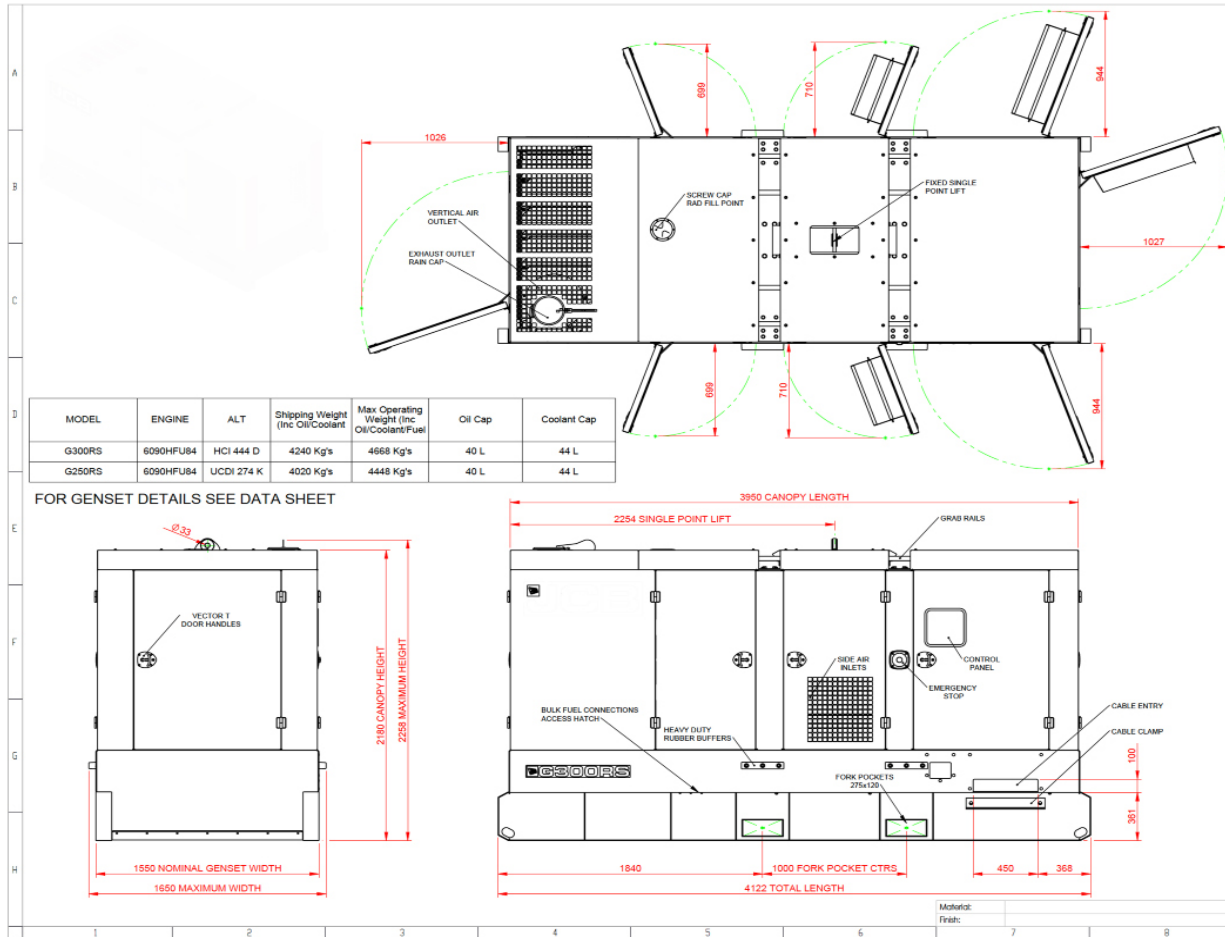 A
B
C
D
E
F
G
H
1
2
3
4
5
6
7
8
1026
699
710
944
1027
699
710
944
VERTICAL AIR
OUTLET
EXHAUST OUTLET
RAIN CAP
SCREW CAP
RAD FILL POINT
FIXED SINGLE
POINT LIFT
MODEL ENGINE ALT Shipping Weight (Inc Oil/Coolant Max Operating Weight (Inc Oil/Coolant/Fuel Oil Cap Coolant Cap
G300RS 6090HFU84 HCI 444 D 4240 Kg's 4668 Kg's 40 L 44 L
G250RS 6090HFU84 UCDI 274 K 4020 Kg's 4448 Kg's 40 L 44 L
FOR GENSET DETAILS SEE DATA SHEET
Ø33
VECTOR T
DOOR HANDLES
2180 CANOPY HEIGHT
2258 MAXIMUM HEIGHT
1550 NOMINAL GENSET WIDTH
1650 MAXIMUM WIDTH
3950 CANOPY LENGTH
2254 SINGLE POINT LIFT
GRAB RAILS
SIDE AIR
INLETS
CONTROL
PANEL
EMERGENCY
STOP
BULK FUEL CONNECTIONS
ACCESS HATCH
HEAVY DUTY
RUBBER BUFFERS
CABLE ENTRY
CABLE CLAMP
G300RS
FORK POCKETS
275x120
100
361
1840
1000 FORK POCKET CTRS
450
368
4122 TOTAL LENGTH
Material:
Finish: